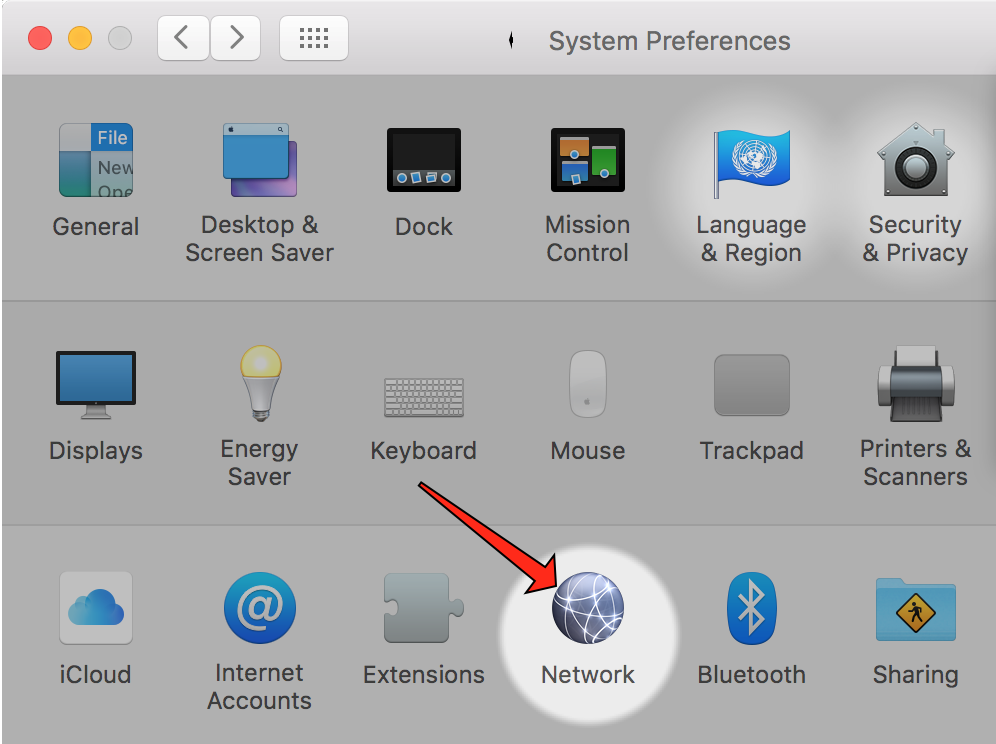 System Preferences
File
New
Ope
General
Desktop &
Screen Saver
Dock
Mission
Control
Language
& Region
Security
& Privacy
Displays
Energy
Saver
Keyboard
Mouse
Trackpad
Printers &
Scanners
iCloud
@
Internet
Accounts
Extensions
Network
Bluetooth
Sharing